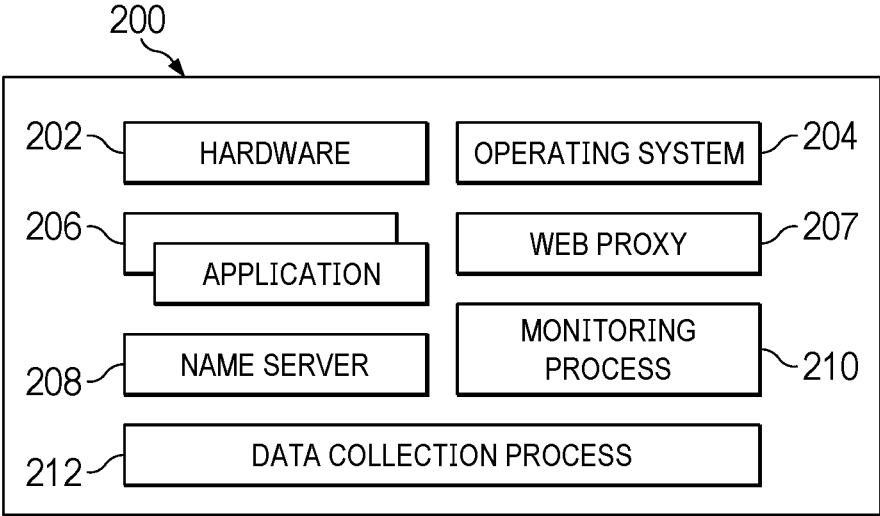 200
202 HARDWARE OPERATING SYSTEM 204
206 APPLICATION WEB PROXY 207
208 NAME SERVER MONITORING
PROCESS 210
212 DATA COLLECTION PROCESS